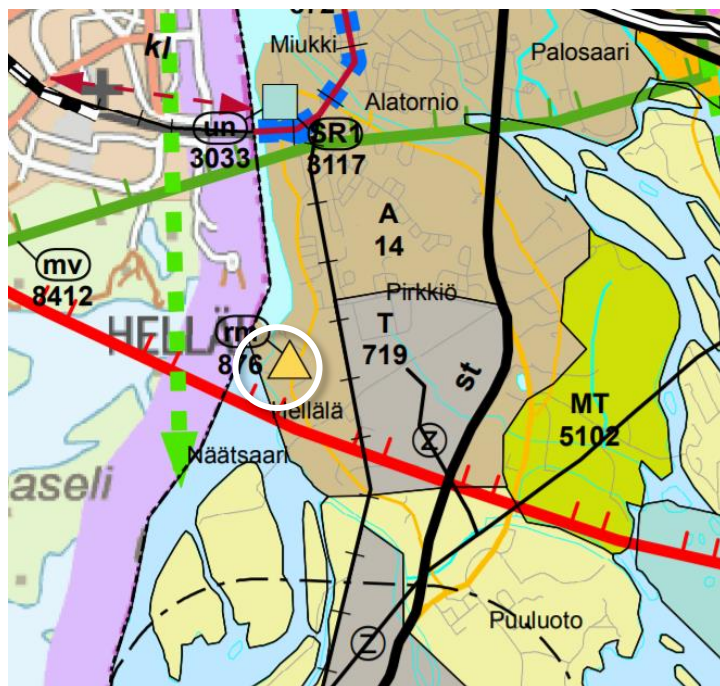 kl
Miukki
Palosaari
Alatornio
un
3033
SR1
3117
A
14
mv
8412
Pirkkiö
HELLÄ
rm
876
T
719
st
MT
5102
Hellälä
Z
Näätsaari
aseli
Puuluoto
Z